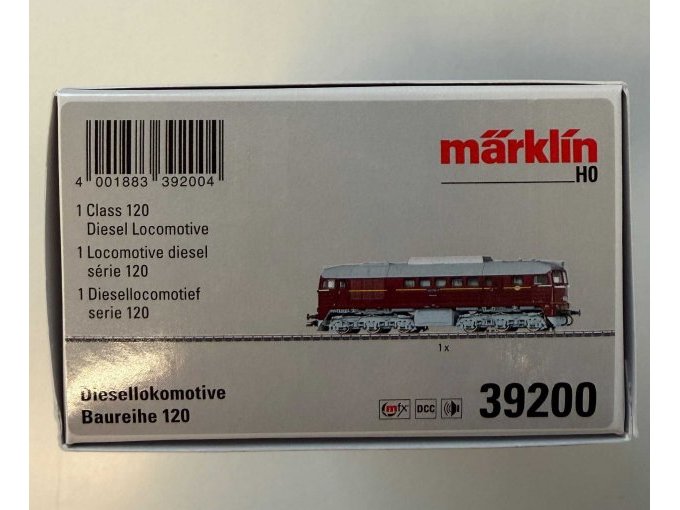 4 001883 392004
märklín
H0
1 Class 120
Diesel Locomotive
1 Locomotive diesel
série 120
1 Diesellocomotief
serie 120
1 x
Diesellokomotive
Baureihe 120
mfx
DCC
39200